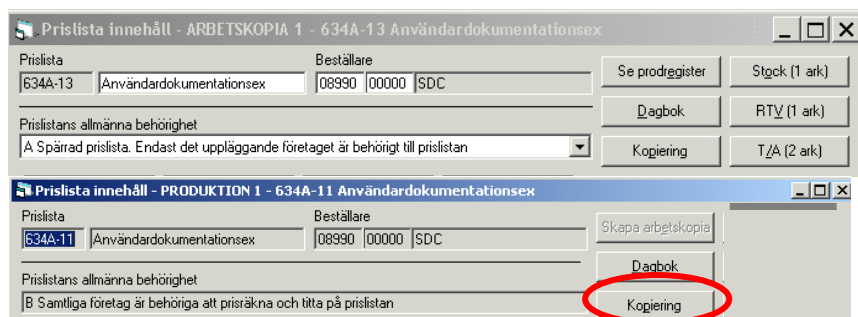 Prislista innehåll - ARBETSKOPIA 1 - 634A-13 Användardokumentationsex
Prislista Beställare
634A-13 Användardokumentationsex 08990 00000 SDC
Se prodregister Stock (1 ark)
Dagbok RTV (1 ark)
Prislistans allmänna behörighet
A Spärrad prislista. Endast det uppläggande företaget är behörigt till prislistan
Kopiering T/A (2 ark)
Prislista innehåll - PRODUKTION 1 - 634A-11 Användardokumentationsex
Prislista Beställare
634A-11 Användardokumentationsex 08990 00000 SDC
Skapa arbetskopia
Dagbok
Prislistans allmänna behörighet
B Samtliga företag är behöriga att prisräkna och titta på prislistan
Kopiering